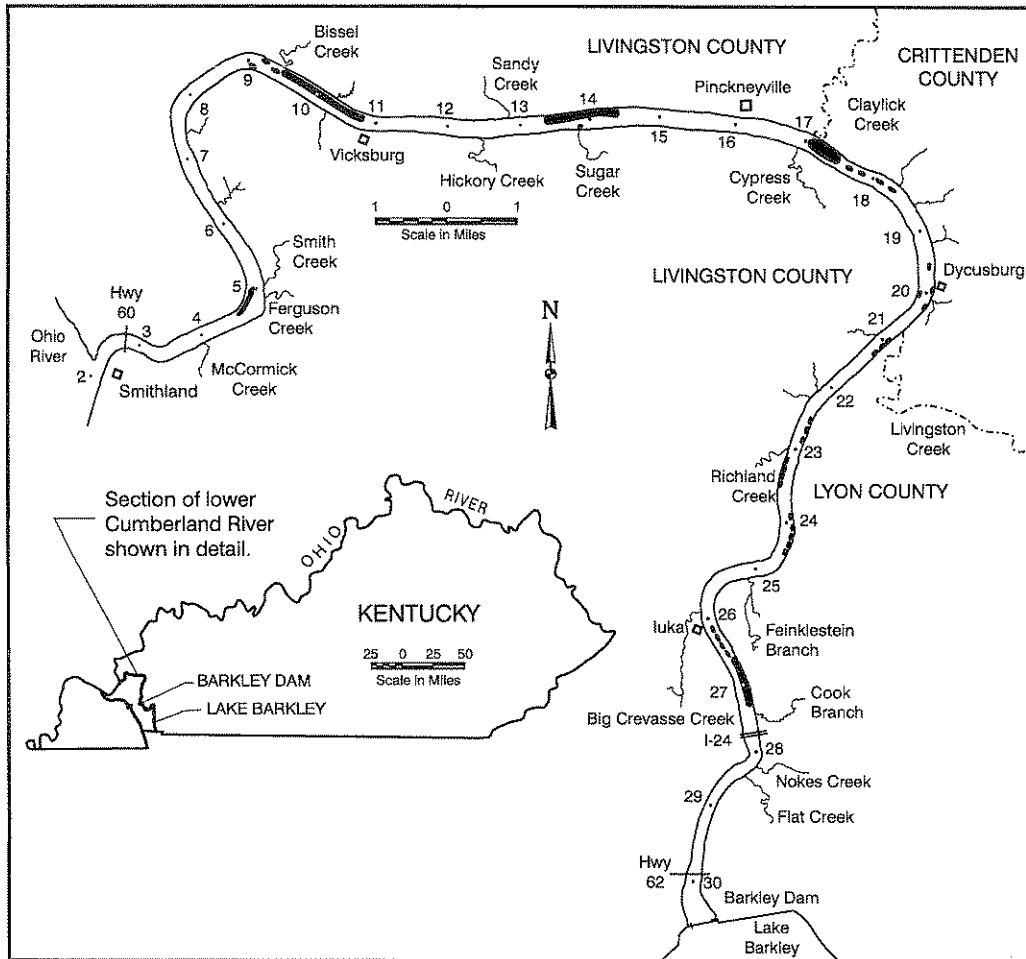 Bissel
Creek
LIVINGSTON COUNTY
CRITTENDEN
COUNTY
Sandy
Creek
Pinckneyville
Claylick
Creek
9
8
10
11
12
13
14
15
16
17
Vicksburg
Hickory Creek
Sugar
Creek
Cypress
Creek
18
7
1 0 1
Scale in Miles
6
19
Smith
Creek
LIVINGSTON COUNTY
Dycusburg
Hwy
60
5
Ferguson
Creek
N
20
Ohio
River
3
4
21
2
Smithland
McCormick
Creek
22
Livingston
Creek
23
Richland
Creek
LYON COUNTY
Section of lower
Cumberland River
shown in detail.
OHIO
RIVER
24
25
KENTUCKY
26
Iuka
Feinklestein
Branch
25 0 25 50
Scale in Miles
BARKLEY DAM
LAKE BARKLEY
27
Cook
Branch
Big Crevasse Creek
I-24
28
Nokes Creek
29
Flat Creek
Hwy
62
30
Barkley Dam
Lake
Barkley